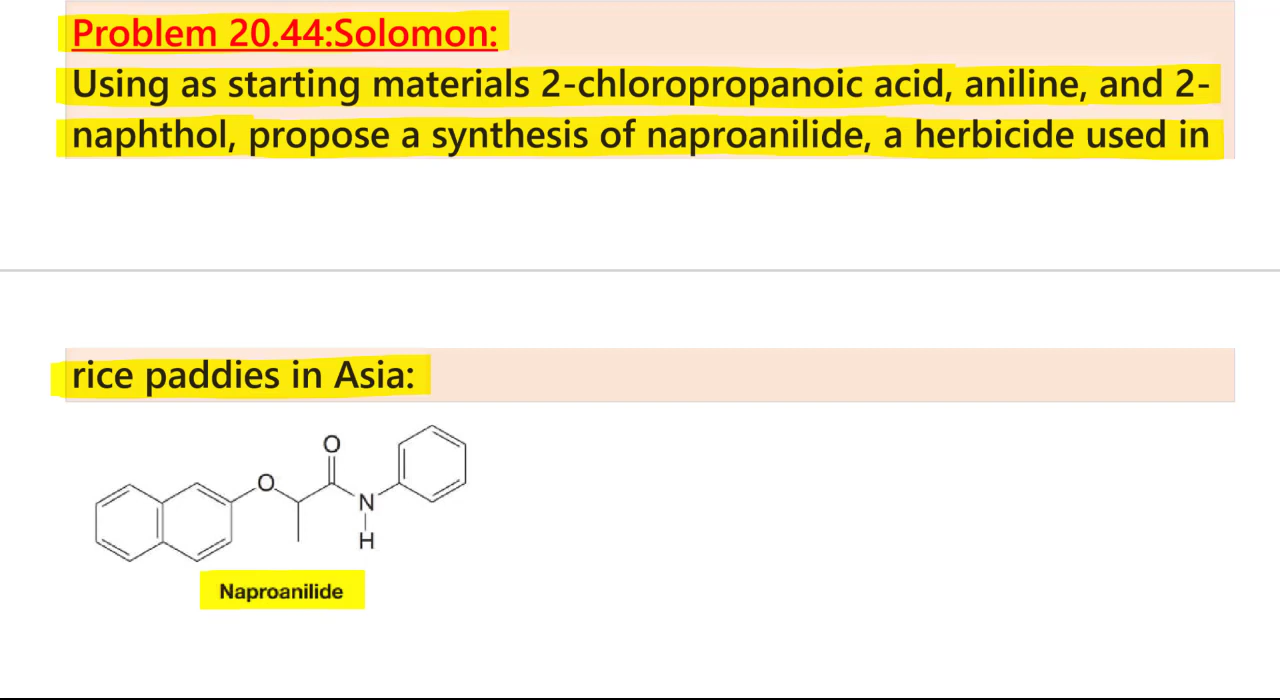 Problem 20.44:Solomon:
Using as starting materials 2-chloropropanoic acid, aniline, and 2-
naphthol, propose a synthesis of naproanilide, a herbicide used in
rice paddies in Asia:
O
O
N
H
Naproanilide